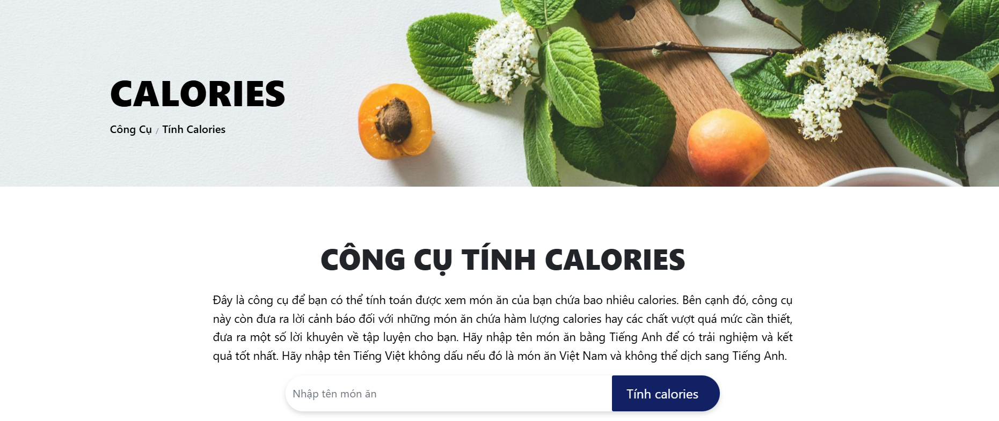 CALORIES
Công Cụ / Tính Calories
CÔNG CỤ TÍNH CALORIES
Đây là công cụ để bạn có thể tính toán được xem món ăn của bạn chứa bao nhiêu calories. Bên cạnh đó, công cụ
này còn đưa ra lời cảnh báo đối với những món ăn chứa hàm lượng calories hay các chất vượt quá mức cần thiết,
đưa ra một số lời khuyên về tập luyện cho bạn. Hãy nhập tên món ăn bằng Tiếng Anh để có trải nghiệm và kết
quả tốt nhất. Hãy nhập tên Tiếng Việt không dấu nếu đó là món ăn Việt Nam và không thể dịch sang Tiếng Anh.
Nhập tên món ăn
Tính calories